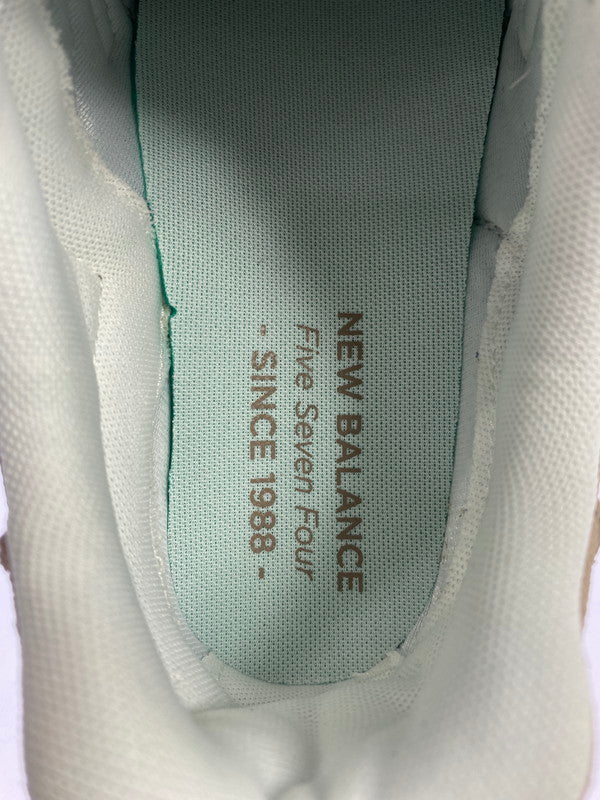 NEW BALANCE
Five Seven Four
- SINCE 1988 -